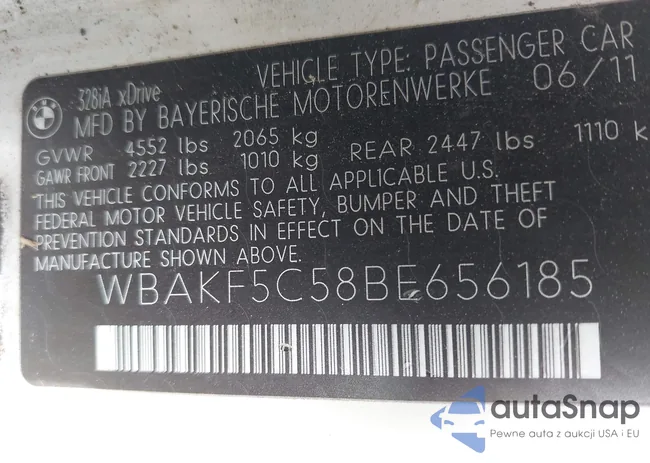 328iA xDrive
VEHICLE TYPE: PASSENGER CAR
MFD BY BAYERISCHE MOTORENWERKE 06/11
GVWR 4552 lbs 2065 kg
GAWR FRONT 2227 lbs 1010 kg REAR 2447 lbs 1110 k
THIS VEHICLE CONFORMS TO ALL APPLICABLE U.S.
FEDERAL MOTOR VEHICLE SAFETY, BUMPER AND THEFT
PREVENTION STANDARDS IN EFFECT ON THE DATE OF
MANUFACTURE SHOWN ABOVE.
WBAKF5C58BE656185
autaSnap
Pewne auta z aukcji USA i EU